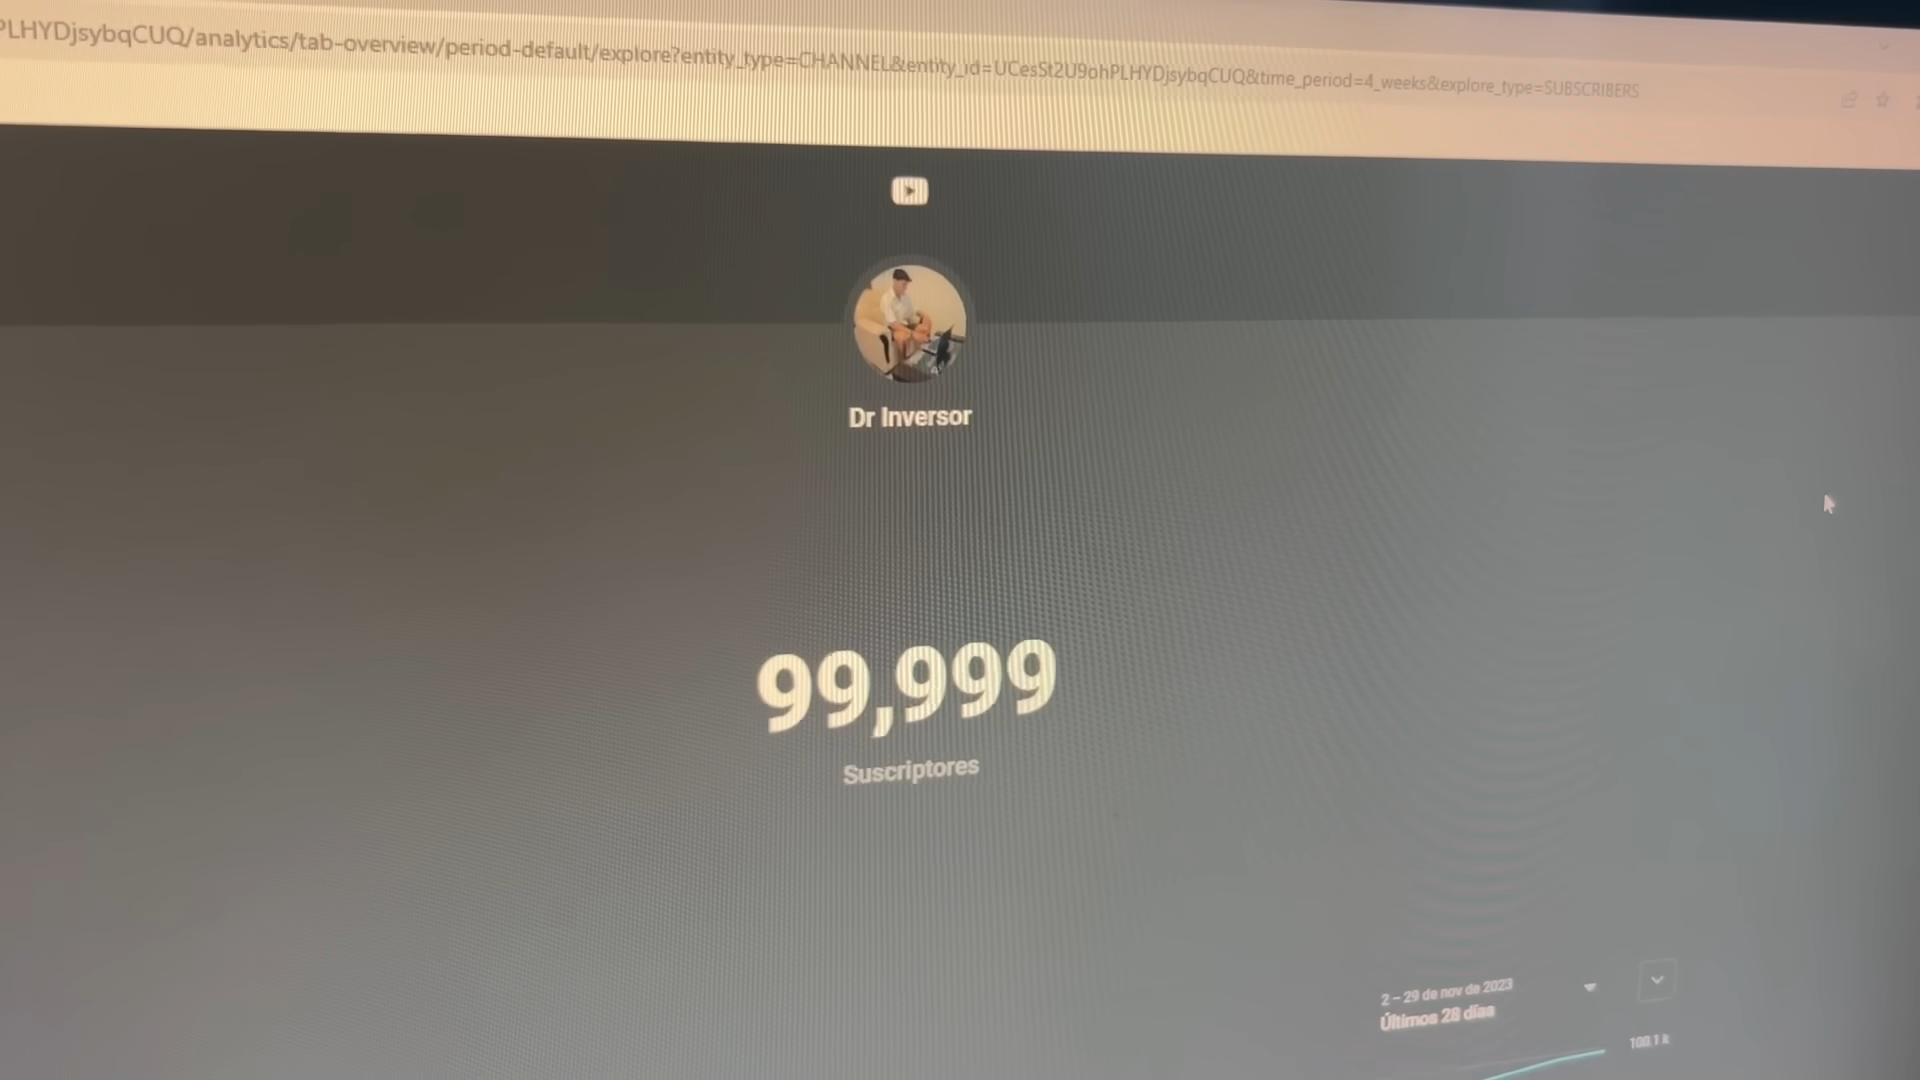 PLHYDjsybqCUQ/analytics/tab-overview/period-default/explore?entity_type=CHANNEL&entity_id=UCesSt2U9ohPLHYDjsybqCUQ&time_period=4_weeks&explore_type=SUBSCRIBERS
Dr Inversor
99,999
Suscriptores
2 – 29 de nov de 2023
Últimos 28 días
100.1 k